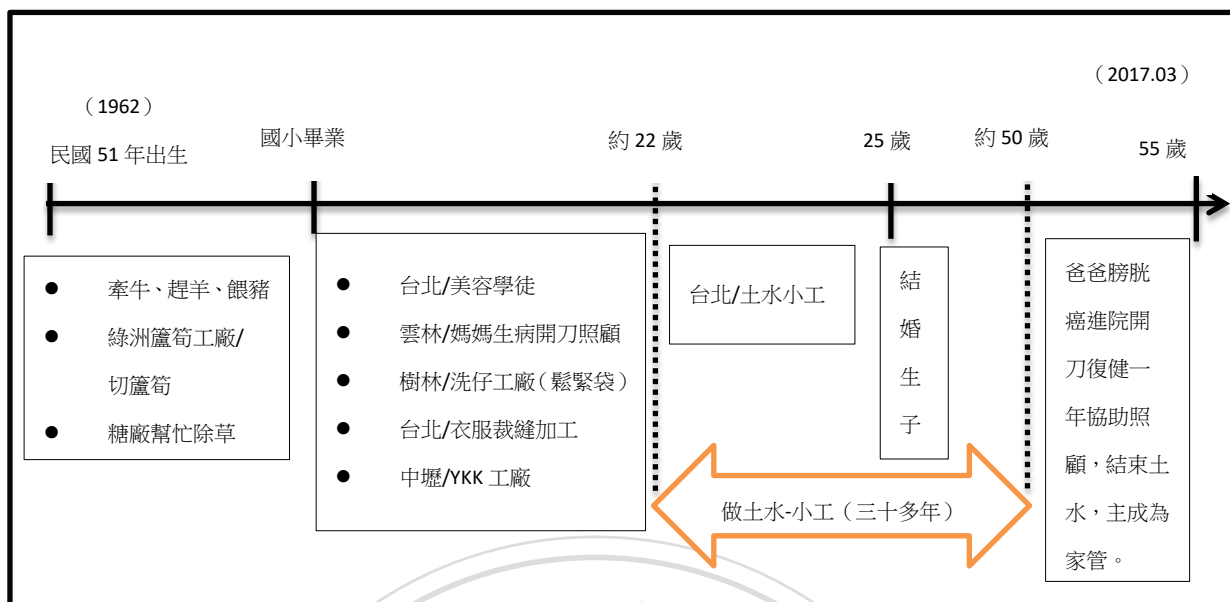 （2017.03）
（1962）
民國 51 年出生
國小畢業
約 22 歲
25 歲
約 50 歲
55 歲
● 牽牛、趕羊、餵豬
● 綠洲籚筍工廠/
切籚筍
● 糖廠幫忙除草
● 台北/美容學徒
● 雲林/媽媽生病開刀照顧
● 樹林/洗仔工廠（鬆緊袋）
● 台北/衣服裁縫加工
● 中壢/YKK 工廠
台北/土水小工
結
婚
生
子
爸爸膀胱
癌進院開
刀復健一
年協助照
顧，結束土
水，主成為
家管。
做土水-小工（三十多年）